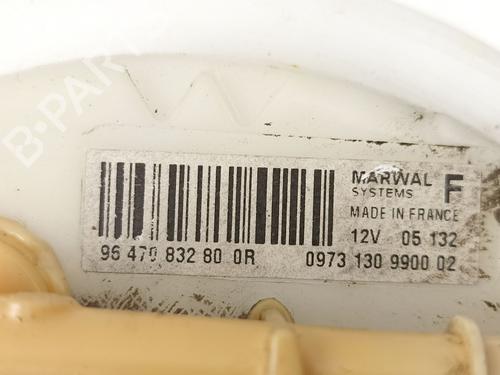 B-PARTS
MARWAL F
SYSTEMS
MADE IN FRANCE
12V 05 132
96 470 832 80 0R 0973 130 9900 02